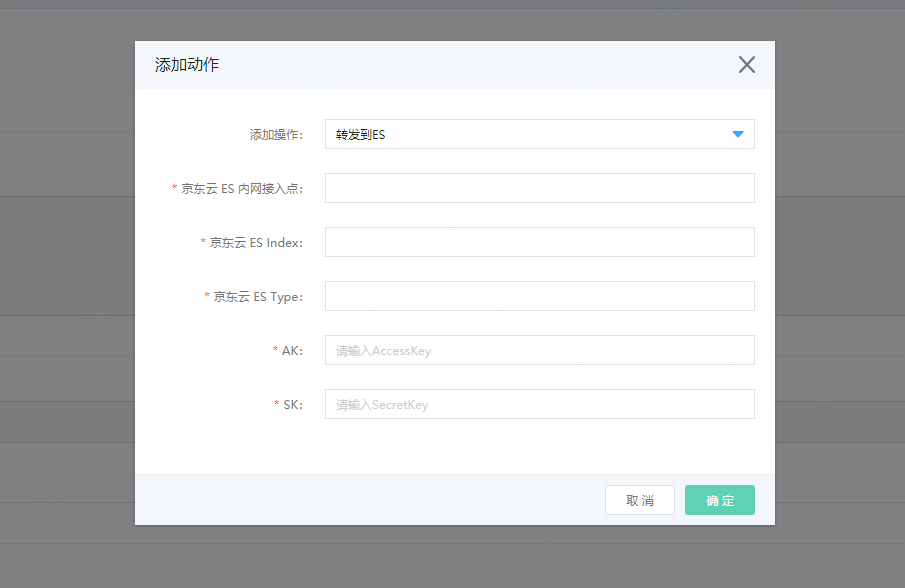 添加动作
添加操作: 转发到ES
* 京东云 ES 内网接入点:
* 京东云 ES Index:
* 京东云 ES Type:
* AK: 请输入AccessKey
* SK: 请输入SecretKey
取消 确定